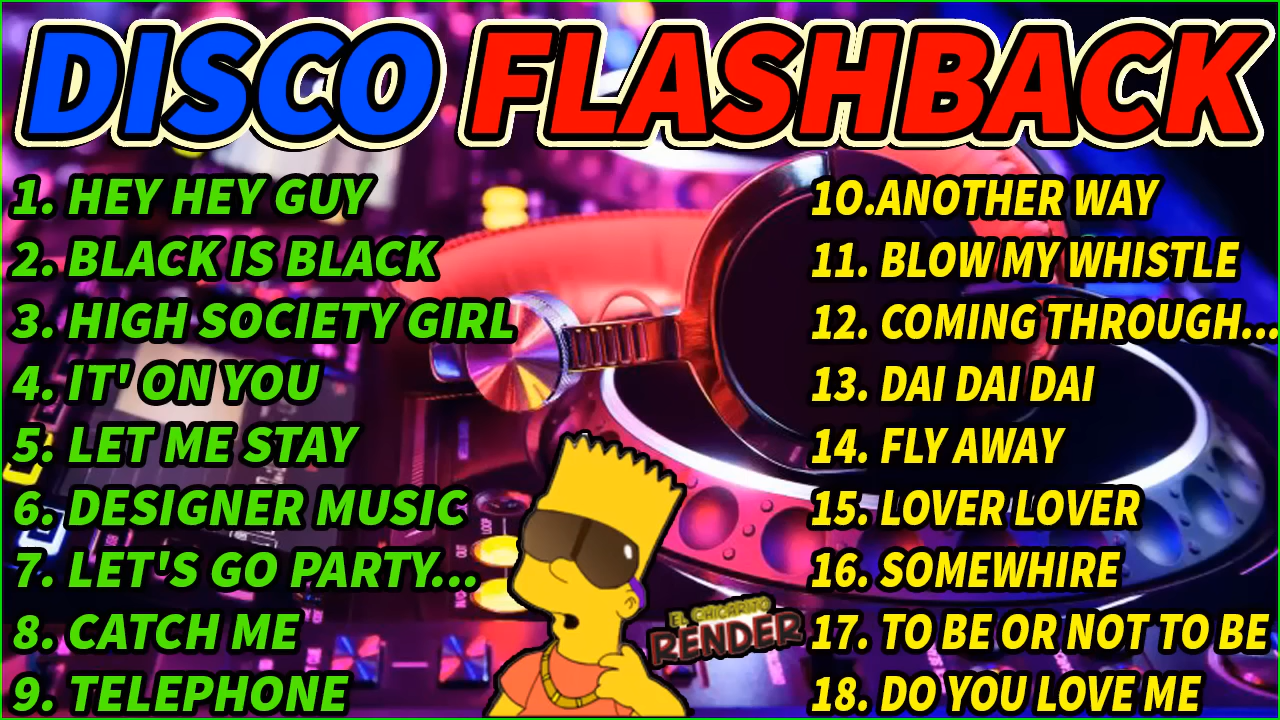 DISCO FLASHBACK
1. HEY HEY GUY
2. BLACK IS BLACK
3. HIGH SOCIETY GIRL
4. IT' ON YOU
5. LET ME STAY
6. DESIGNER MUSIC
7. LET'S GO PARTY...
8. CATCH ME
9. TELEPHONE
10.ANOTHER WAY
11. BLOW MY WHISTLE
12. COMING THROUGH...
13. DAI DAI DAI
14. FLY AWAY
15. LOVER LOVER
16. SOMEWHIRE
17. TO BE OR NOT TO BE
18. DO YOU LOVE ME
EL CHICARITO
RENDER
LOOP
OUT